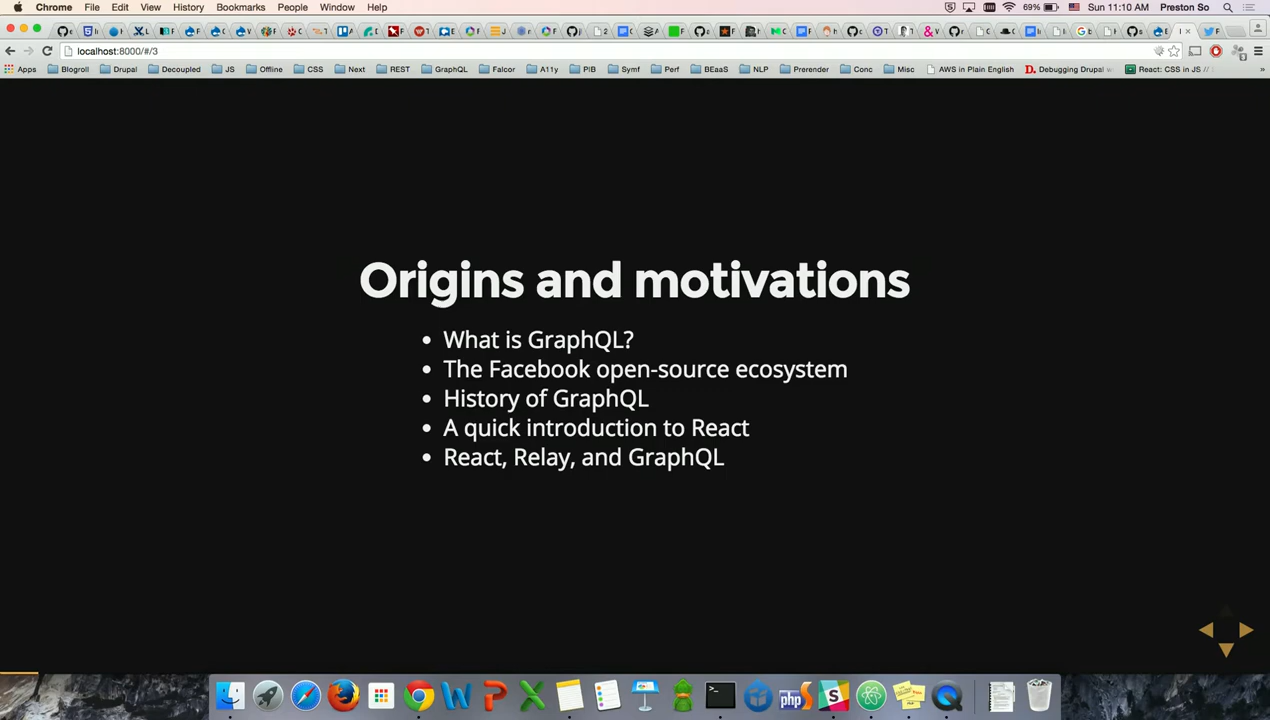 Chrome File Edit View History Bookmarks People Window Help 69% Sun 11:10 AM Preston So
localhost:8000/#/3
Apps Blogroll Drupal Decoupled JS Offline CSS Next REST GraphQL Falcor A11y PIB Symf Perf BEaaS NLP Prerender Conc Misc AWS in Plain English Debugging Drupal React: CSS in JS //
Origins and motivations
• What is GraphQL?
• The Facebook open-source ecosystem
• History of GraphQL
• A quick introduction to React
• React, Relay, and GraphQL
php